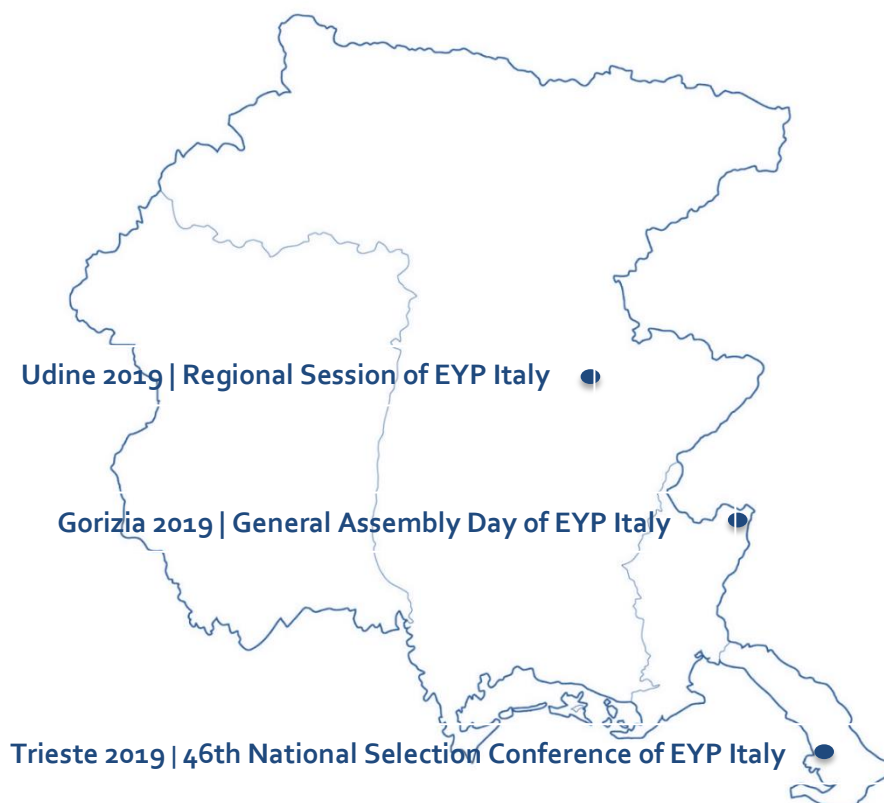 Udine 2019 | Regional Session of EYP Italy
Gorizia 2019 | General Assembly Day of EYP Italy
Trieste 2019 | 46th National Selection Conference of EYP Italy